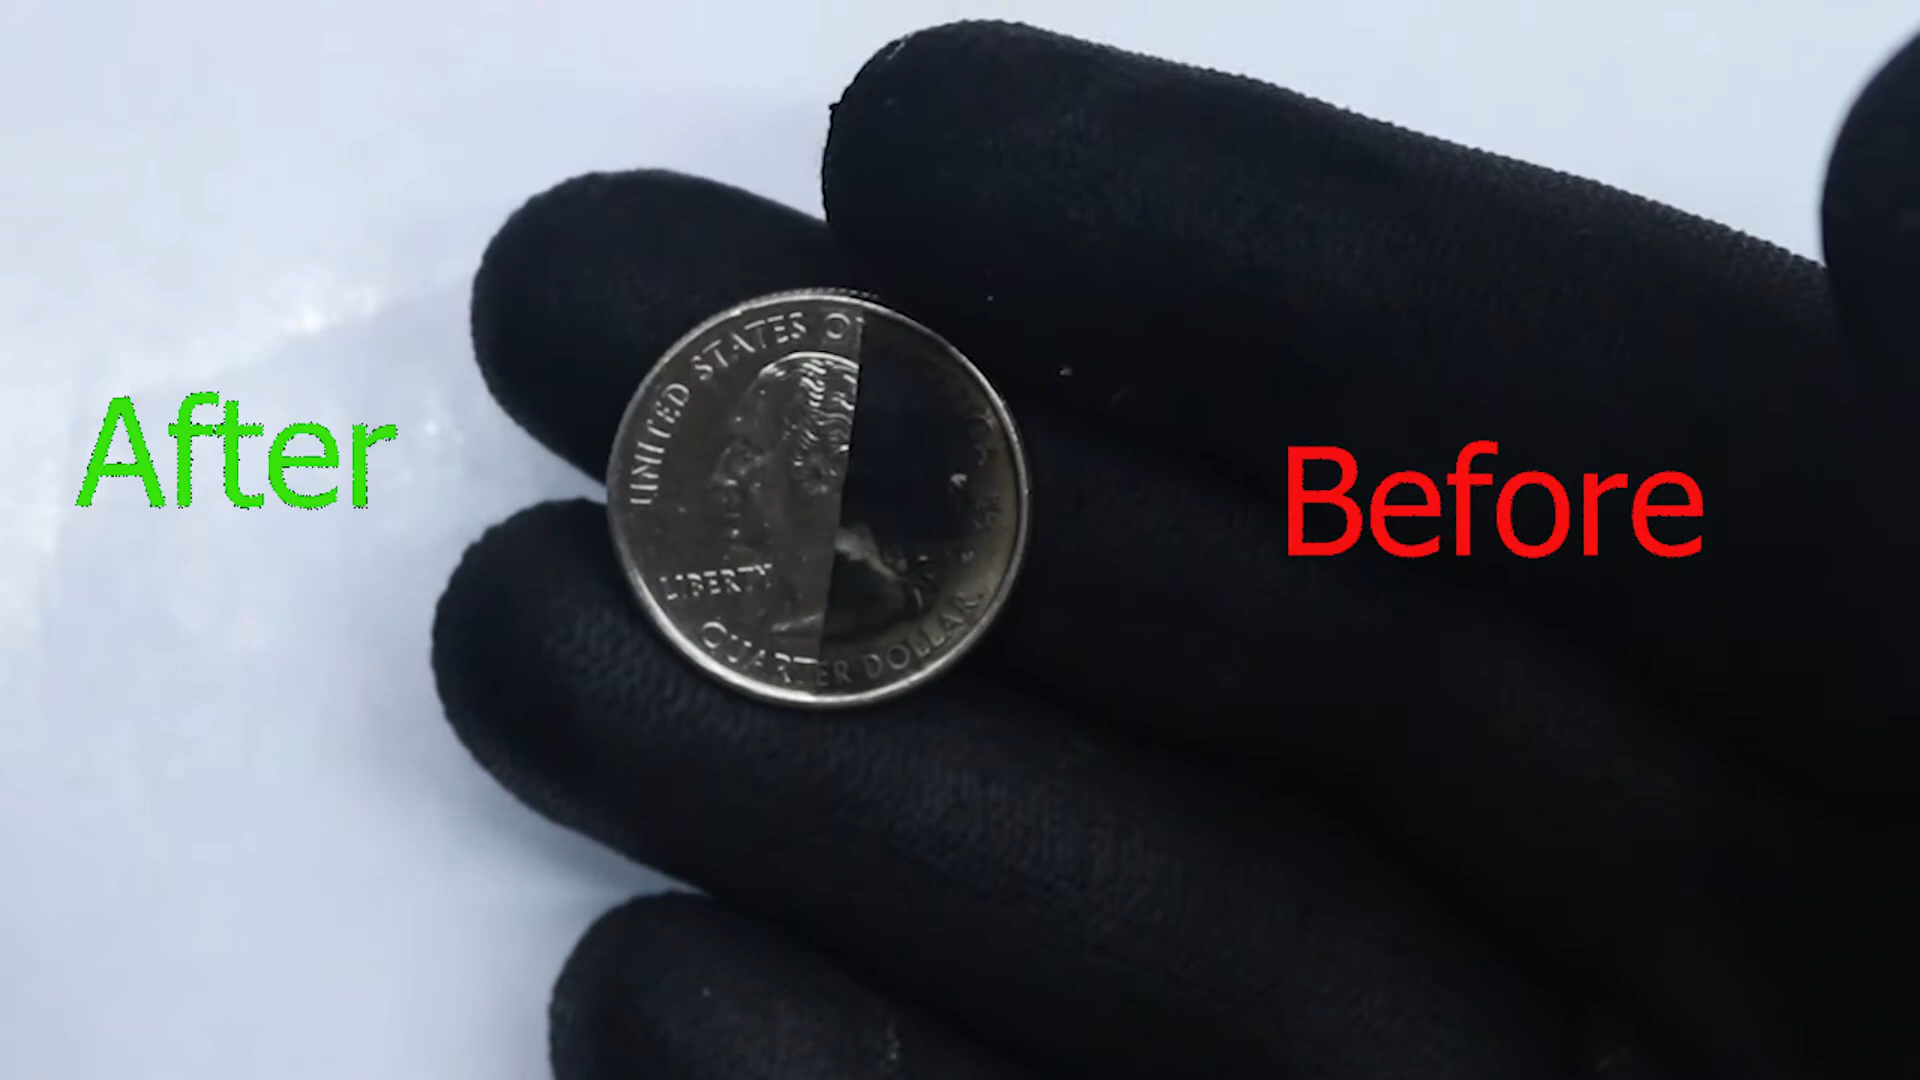 After
Before
UNITED STATES O
LIBERTY
QUARTER DOLLAR